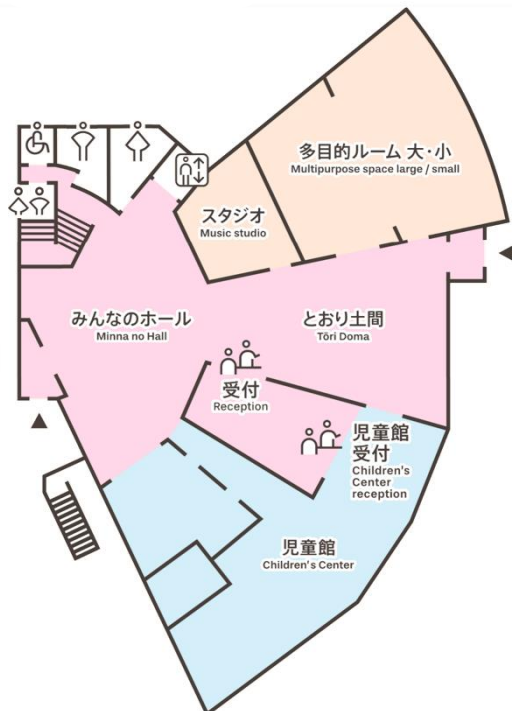 多目的ルーム 大・小
Multipurpose space large / small
スタジオ
Music studio
みんなのホール
Minna no Hall
とおり土間
Tōri Doma
受付
Reception
児童館
受付
Children's
Center
reception
児童館
Children's Center